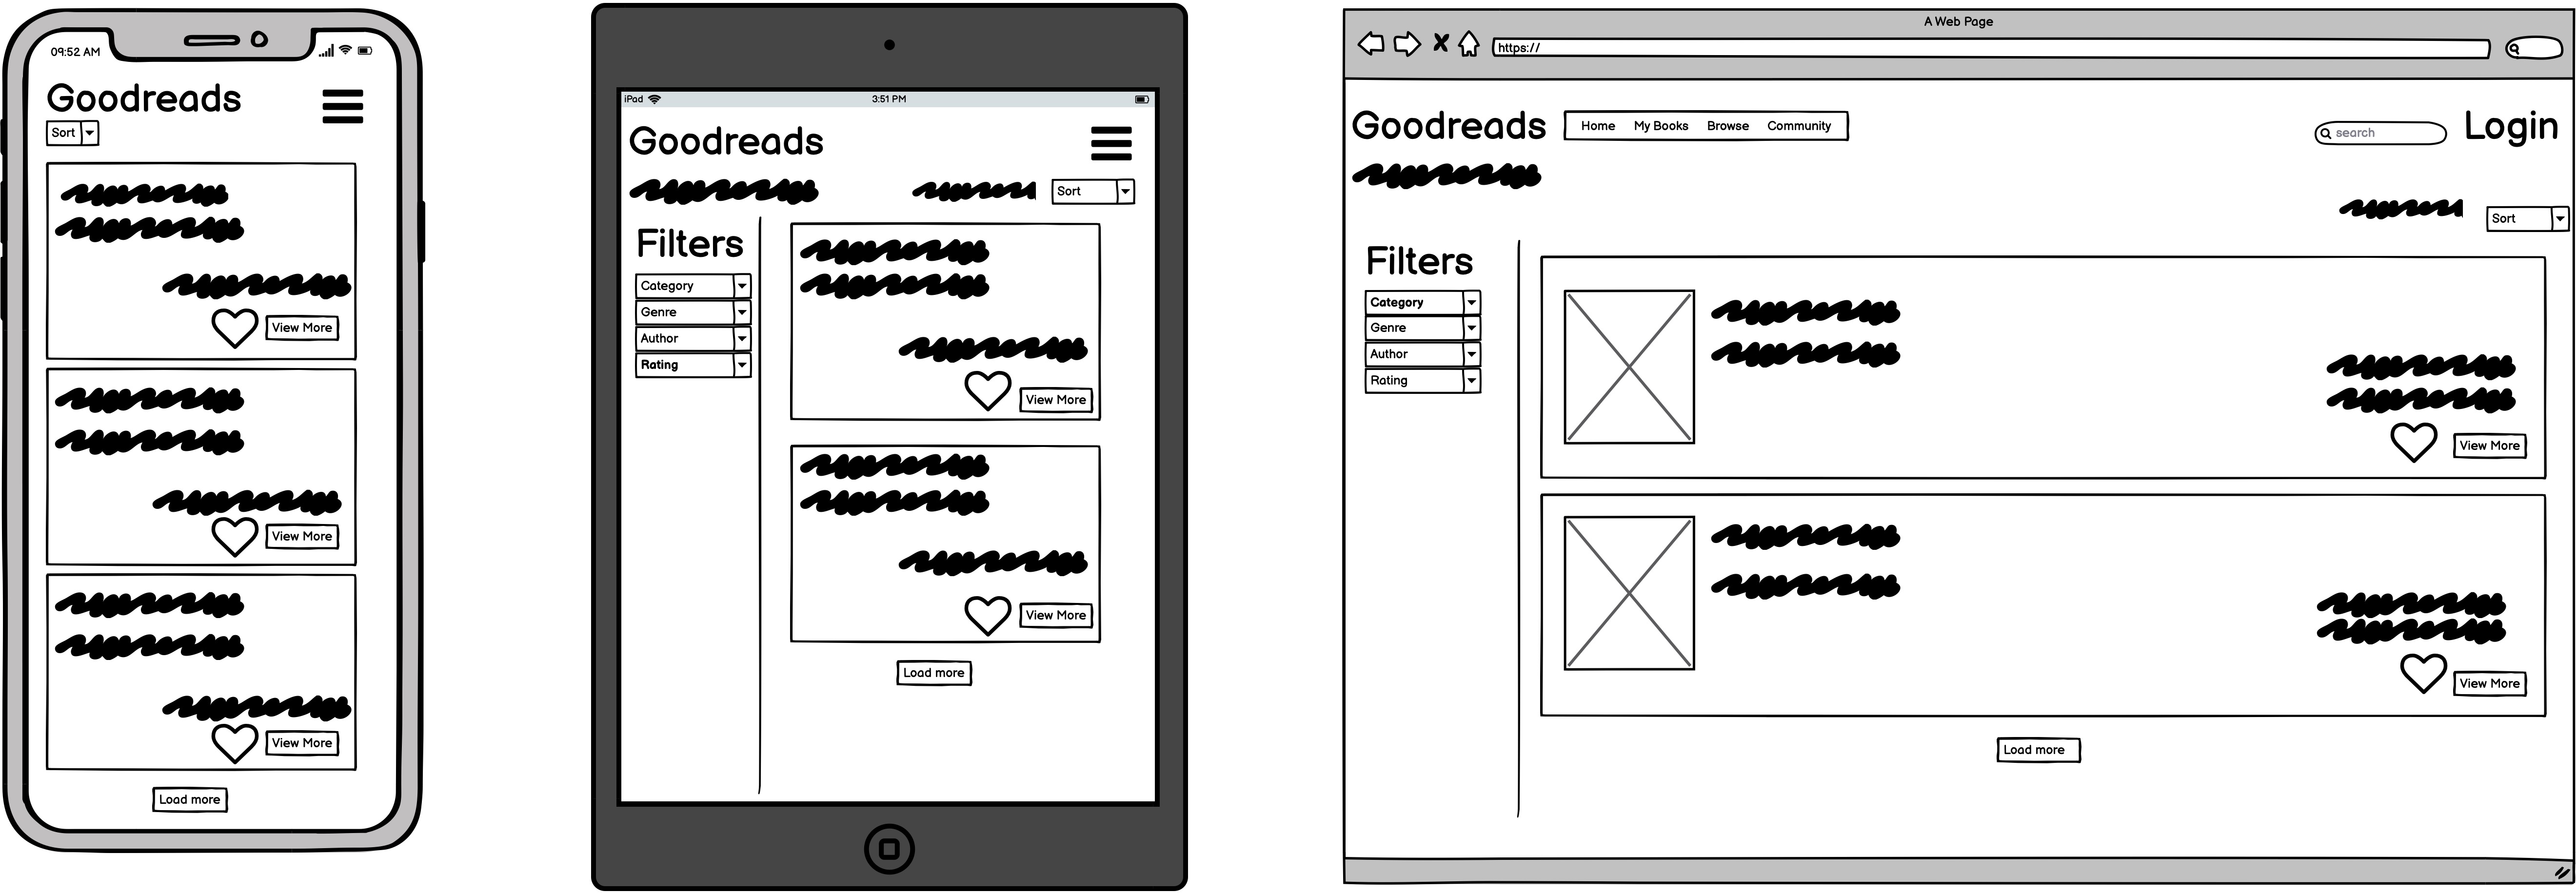 09:52 AM
Goodreads
Sort
View More
View More
View More
Load more
iPad
3:51 PM
Goodreads
Sort
Filters
Category
Genre
Author
Rating
View More
View More
Load more
A Web Page
https://
Goodreads
Home My Books Browse Community
search
Login
Sort
Filters
Category
Genre
Author
Rating
View More
View More
Load more